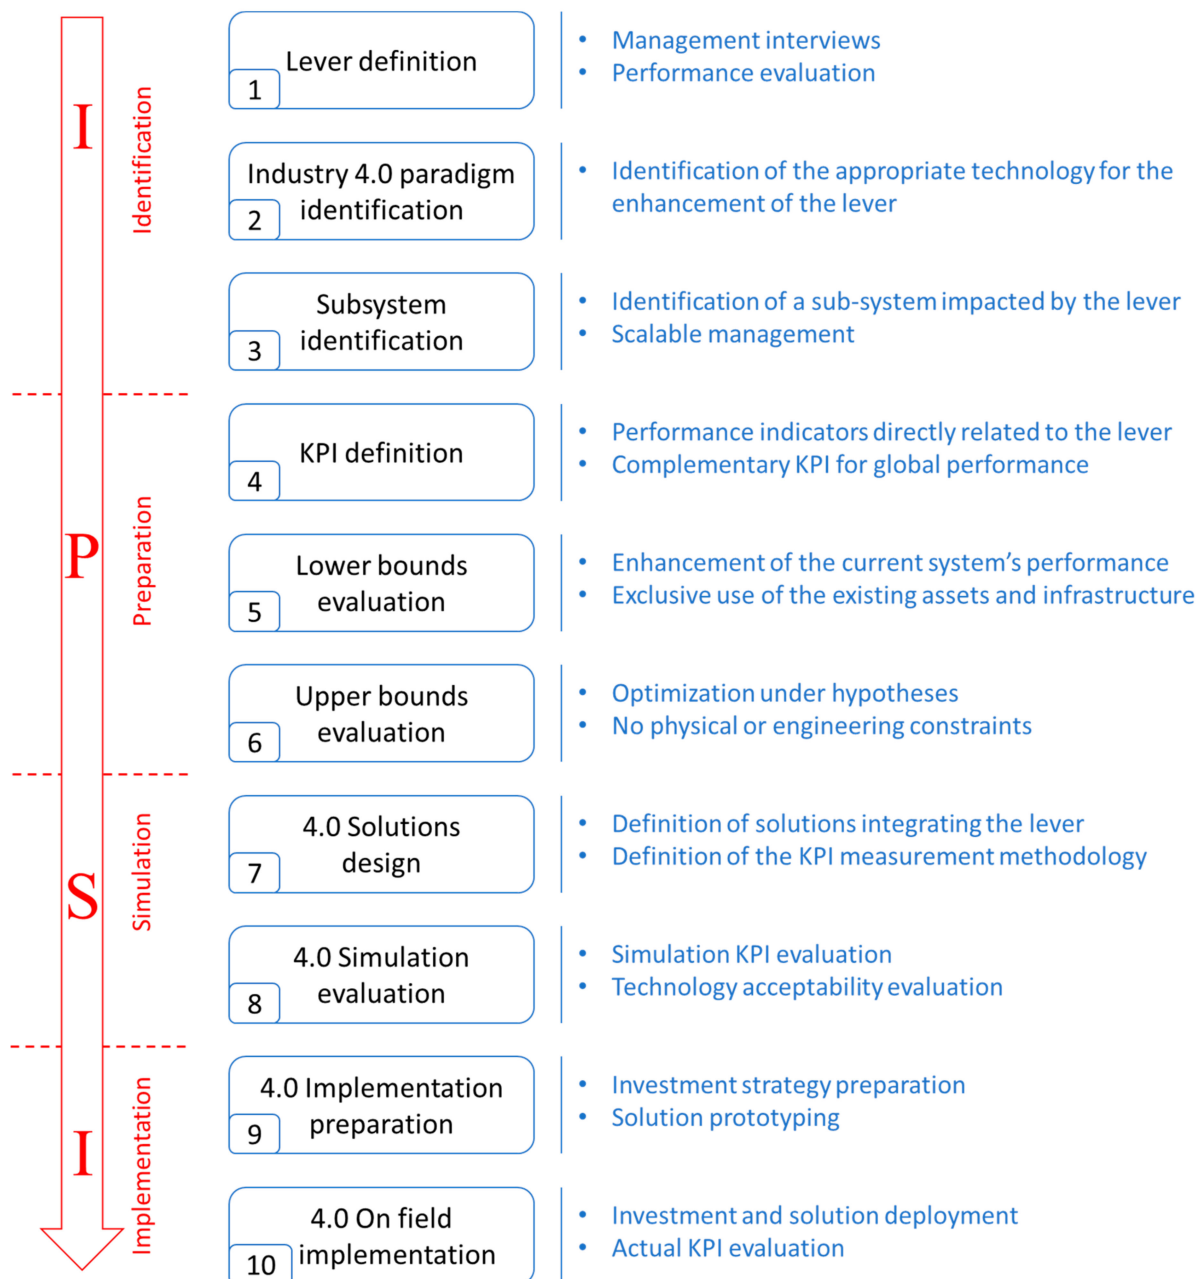 I
Identification
Lever definition
1
• Management interviews
• Performance evaluation
Industry 4.0 paradigm
identification
2
• Identification of the appropriate technology for the
enhancement of the lever
Subsystem
identification
3
• Identification of a sub-system impacted by the lever
• Scalable management
P
Preparation
KPI definition
4
• Performance indicators directly related to the lever
• Complementary KPI for global performance
Lower bounds
evaluation
5
• Enhancement of the current system's performance
• Exclusive use of the existing assets and infrastructure
Upper bounds
evaluation
6
• Optimization under hypotheses
• No physical or engineering constraints
S
Simulation
4.0 Solutions
design
7
• Definition of solutions integrating the lever
• Definition of the KPI measurement methodology
4.0 Simulation
evaluation
8
• Simulation KPI evaluation
• Technology acceptability evaluation
I
Implementation
4.0 Implementation
preparation
9
• Investment strategy preparation
• Solution prototyping
4.0 On field
implementation
10
• Investment and solution deployment
• Actual KPI evaluation